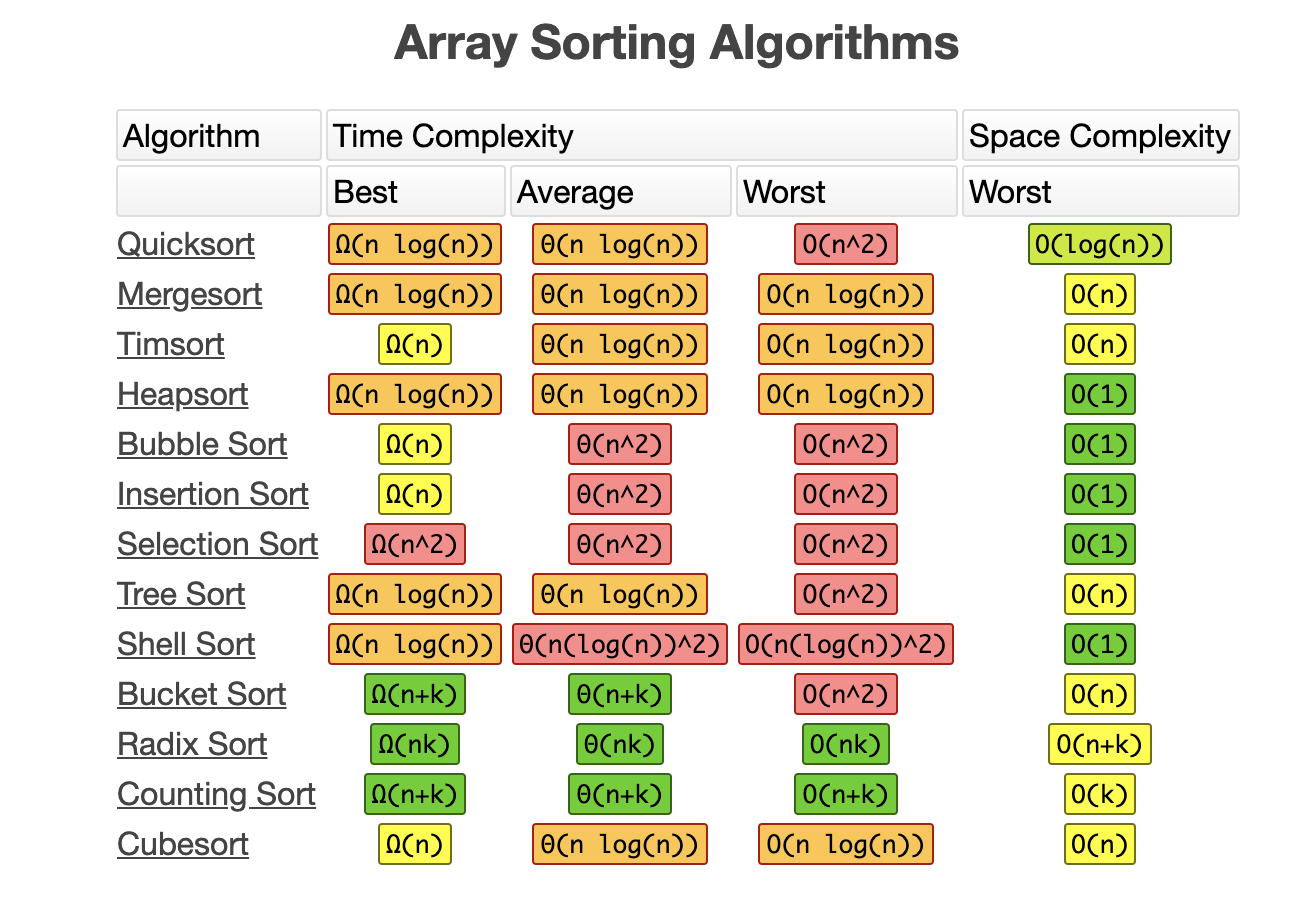 Array Sorting Algorithms
Algorithm Time Complexity Space Complexity
Best Average Worst Worst
Quicksort Ω(n log(n)) Θ(n log(n)) O(n^2) O(log(n))
Mergesort Ω(n log(n)) Θ(n log(n)) O(n log(n)) O(n)
Timsort Ω(n) Θ(n log(n)) O(n log(n)) O(n)
Heapsort Ω(n log(n)) Θ(n log(n)) O(n log(n)) O(1)
Bubble Sort Ω(n) Θ(n^2) O(n^2) O(1)
Insertion Sort Ω(n) Θ(n^2) O(n^2) O(1)
Selection Sort Ω(n^2) Θ(n^2) O(n^2) O(1)
Tree Sort Ω(n log(n)) Θ(n log(n)) O(n^2) O(n)
Shell Sort Ω(n log(n)) Θ(n(log(n))^2) O(n(log(n))^2) O(1)
Bucket Sort Ω(n+k) Θ(n+k) O(n^2) O(n)
Radix Sort Ω(nk) Θ(nk) O(nk) O(n+k)
Counting Sort Ω(n+k) Θ(n+k) O(n+k) O(k)
Cubesort Ω(n) Θ(n log(n)) O(n log(n)) O(n)